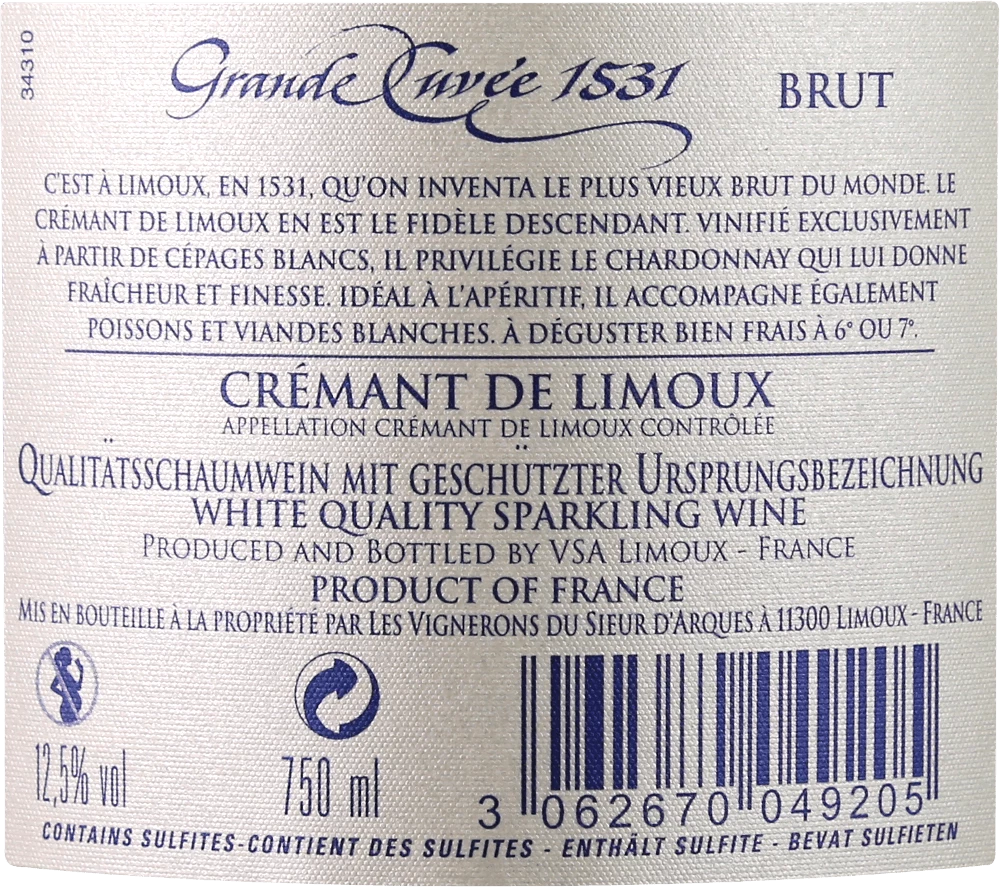 34310
Grande Cuvée 1531 BRUT
C'EST À LIMOUX, EN 1531, QU'ON INVENTA LE PLUS VIEUX BRUT DU MONDE. LE
CRÉMANT DE LIMOUX EN EST LE FIDÈLE DESCENDANT. VINIFIÉ EXCLUSIVEMENT
À PARTIR DE CÉPAGES BLANCS, IL PRIVILÉGIE LE CHARDONNAY QUI LUI DONNE
FRAÎCHEUR ET FINESSE. IDÉAL À L'APÉRITIF, IL ACCOMPAGNE ÉGALEMENT
POISSONS ET VIANDES BLANCHES. À DÉGUSTER BIEN FRAIS À 6° OU 7°.
CRÉMANT DE LIMOUX
APPELLATION CRÉMANT DE LIMOUX CONTRÔLÉE
QUALITÄTSSCHAUMWEIN MIT GESCHÜTZTER URSPRUNGSBEZEICHNUNG
WHITE QUALITY SPARKLING WINE
PRODUCED AND BOTTLED BY VSA LIMOUX - FRANCE
PRODUCT OF FRANCE
MIS EN BOUTEILLE À LA PROPRIÉTÉ PAR LES VIGNERONS DU SIEUR D'ARQUES À 11300 LIMOUX - FRANCE
12,5% vol
750 ml
3 062670 049205
CONTAINS SULFITES-CONTIENT DES SULFITES - ENTHÄLT SULFITE - BEVAT SULFIETEN